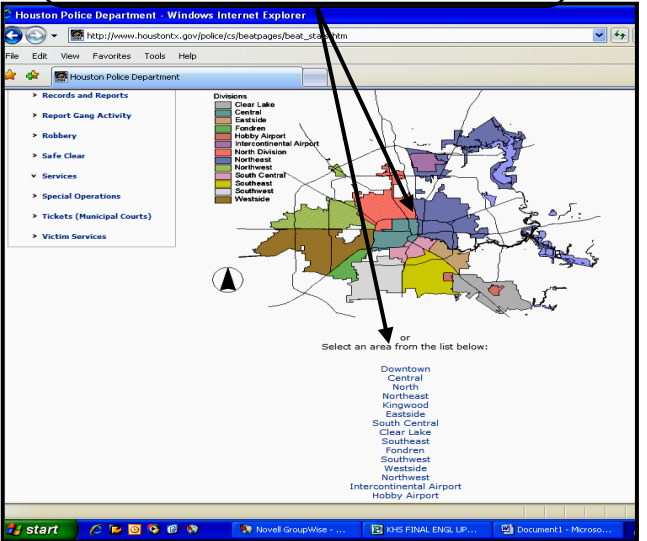 Houston Police Department - Windows Internet Explorer
http://www.houstontx.gov/police/cs/beatpages/beat_stats.htm
File Edit View Favorites Tools Help
Houston Police Department
> Records and Reports
> Report Gang Activity
> Robbery
> Safe Clear
Services
> Special Operations
> Tickets (Municipal Courts)
> Victim Services
Divisions
Clear Lake
Central
Eastside
Fondren
Hobby Airport
Intercontinental Airport
North Division
Northeast
Northwest
South Central
Southeast
Southwest
Westside
or
Select an area from the list below:
Downtown
Central
North
Northeast
Kingwood
Eastside
South Central
Clear Lake
Southeast
Fondren
Southwest
Westside
Northwest
Intercontinental Airport
Hobby Airport
start
Novell GroupWise - ...
KHS FINAL ENGL UP...
Document1 - Microso...